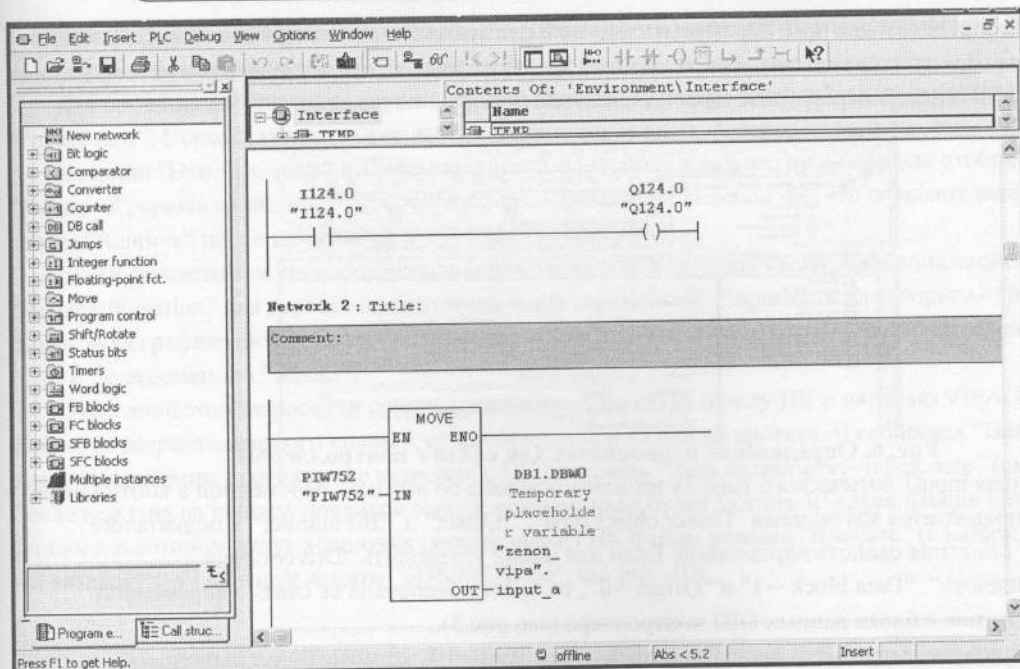 File Edit Insert PLC Debug View Options Window Help
Contents Of: 'Environment\Interface'
Interface
TEMP
Name
TEMP
New network
Bit logic
Comparator
Converter
Counter
DB call
Jumps
Integer function
Floating-point fct.
Move
Program control
Shift/Rotate
Status bits
Timers
Word logic
FB blocks
FC blocks
SFB blocks
SFC blocks
Multiple instances
Libraries
I124.0
"I124.0"
Q124.0
"Q124.0"
Network 2: Title:
Comment:
MOVE
EN ENO
PIW752
"PIW752" IN
DB1.DBW0
Temporary
placeholde
r variable
"zenon_
vipa".
OUT input_a
Program e... Call struc...
Press F1 to get Help.
offline Abs < 5.2 Insert